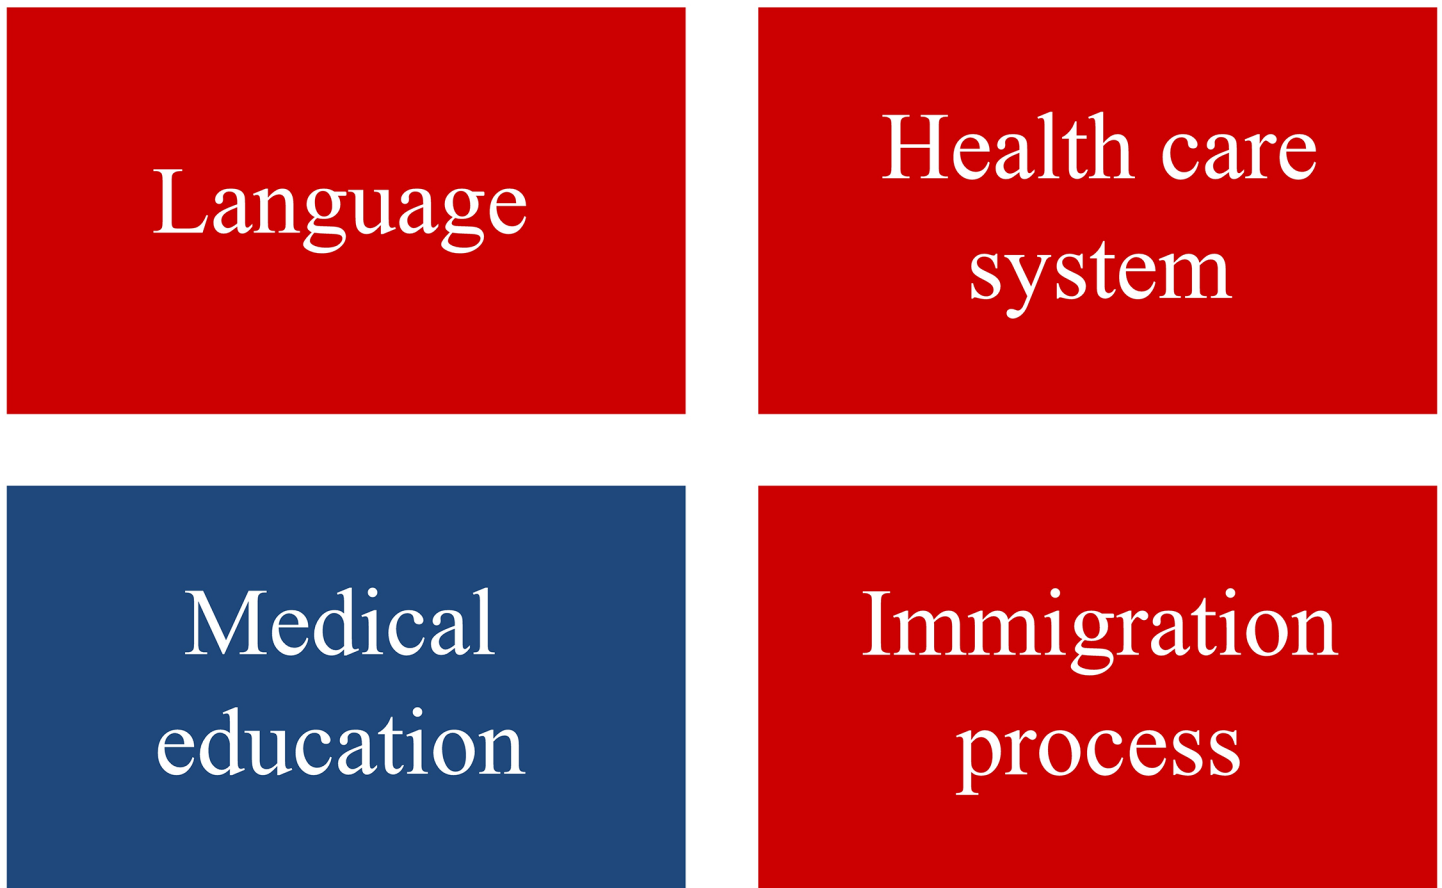 Language
Health care
system
Medical
education
Immigration
process